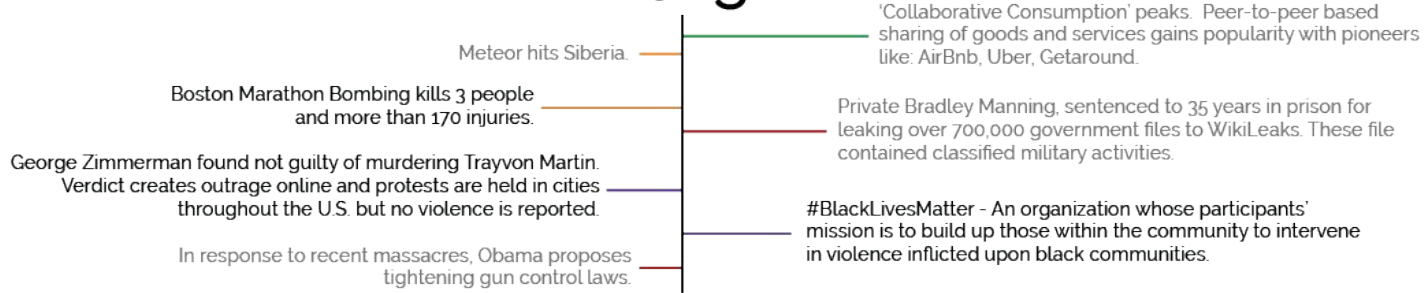 'Collaborative Consumption' peaks. Peer-to-peer based
sharing of goods and services gains popularity with pioneers
like: AirBnb, Uber, Getaround.
Meteor hits Siberia.
Boston Marathon Bombing kills 3 people
and more than 170 injuries.
Private Bradley Manning, sentenced to 35 years in prison for
leaking over 700,000 government files to WikiLeaks. These file
contained classified military activities.
George Zimmerman found not guilty of murdering Trayvon Martin.
Verdict creates outrage online and protests are held in cities
throughout the U.S. but no violence is reported.
#BlackLivesMatter - An organization whose participants'
mission is to build up those within the community to intervene
in violence inflicted upon black communities.
In response to recent massacres, Obama proposes
tightening gun control laws.